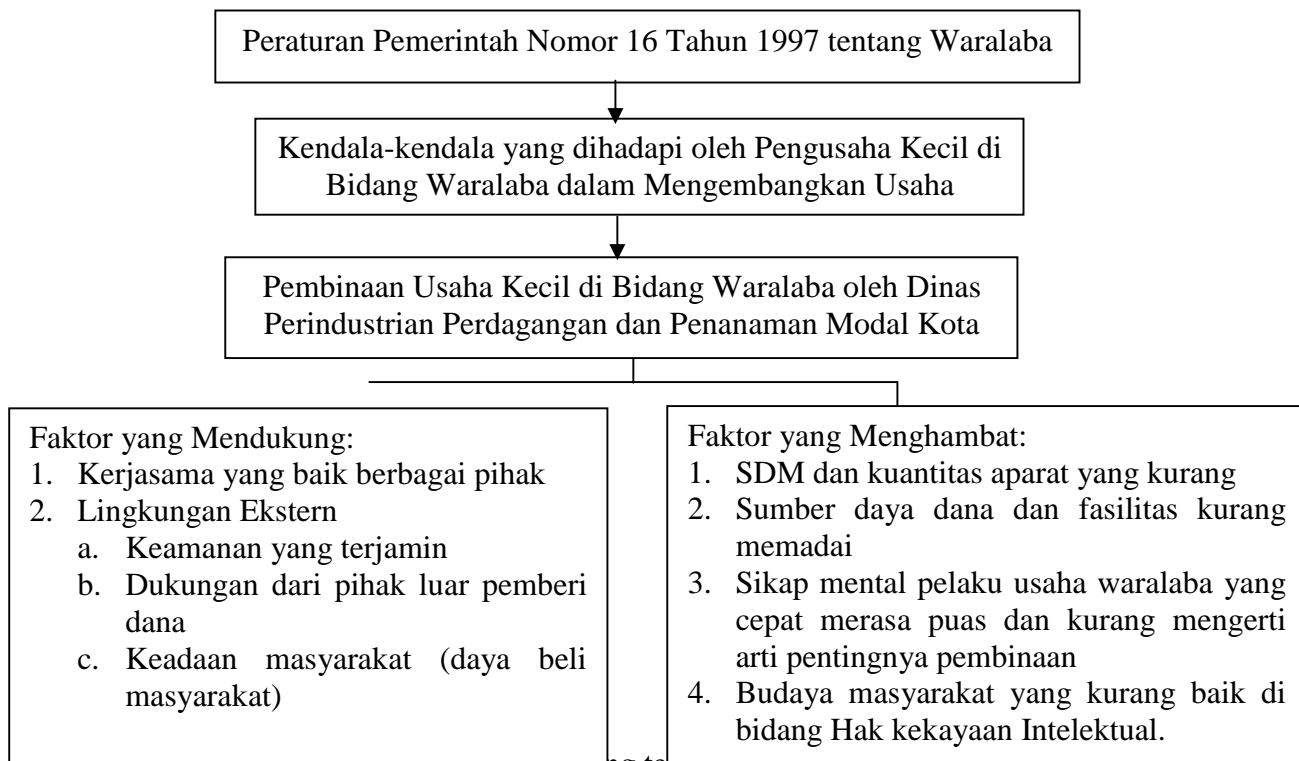 Peraturan Pemerintah Nomor 16 Tahun 1997 tentang Waralaba
Kendala-kendala yang dihadapi oleh Pengusaha Kecil di
Bidang Waralaba dalam Mengembangkan Usaha
Pembinaan Usaha Kecil di Bidang Waralaba oleh Dinas
Perindustrian Perdagangan dan Penanaman Modal Kota
Faktor yang Mendukung:
1. Kerjasama yang baik berbagai pihak
2. Lingkungan Ekstern
a. Keamanan yang terjamin
b. Dukungan dari pihak luar pemberi
dana
c. Keadaan masyarakat (daya beli
masyarakat)
Faktor yang Menghambat:
1. SDM dan kuantitas aparat yang kurang
2. Sumber daya dana dan fasilitas kurang
memadai
3. Sikap mental pelaku usaha waralaba yang
cepat merasa puas dan kurang mengerti
arti pentingnya pembinaan
4. Budaya masyarakat yang kurang baik di
bidang Hak kekayaan Intelektual.